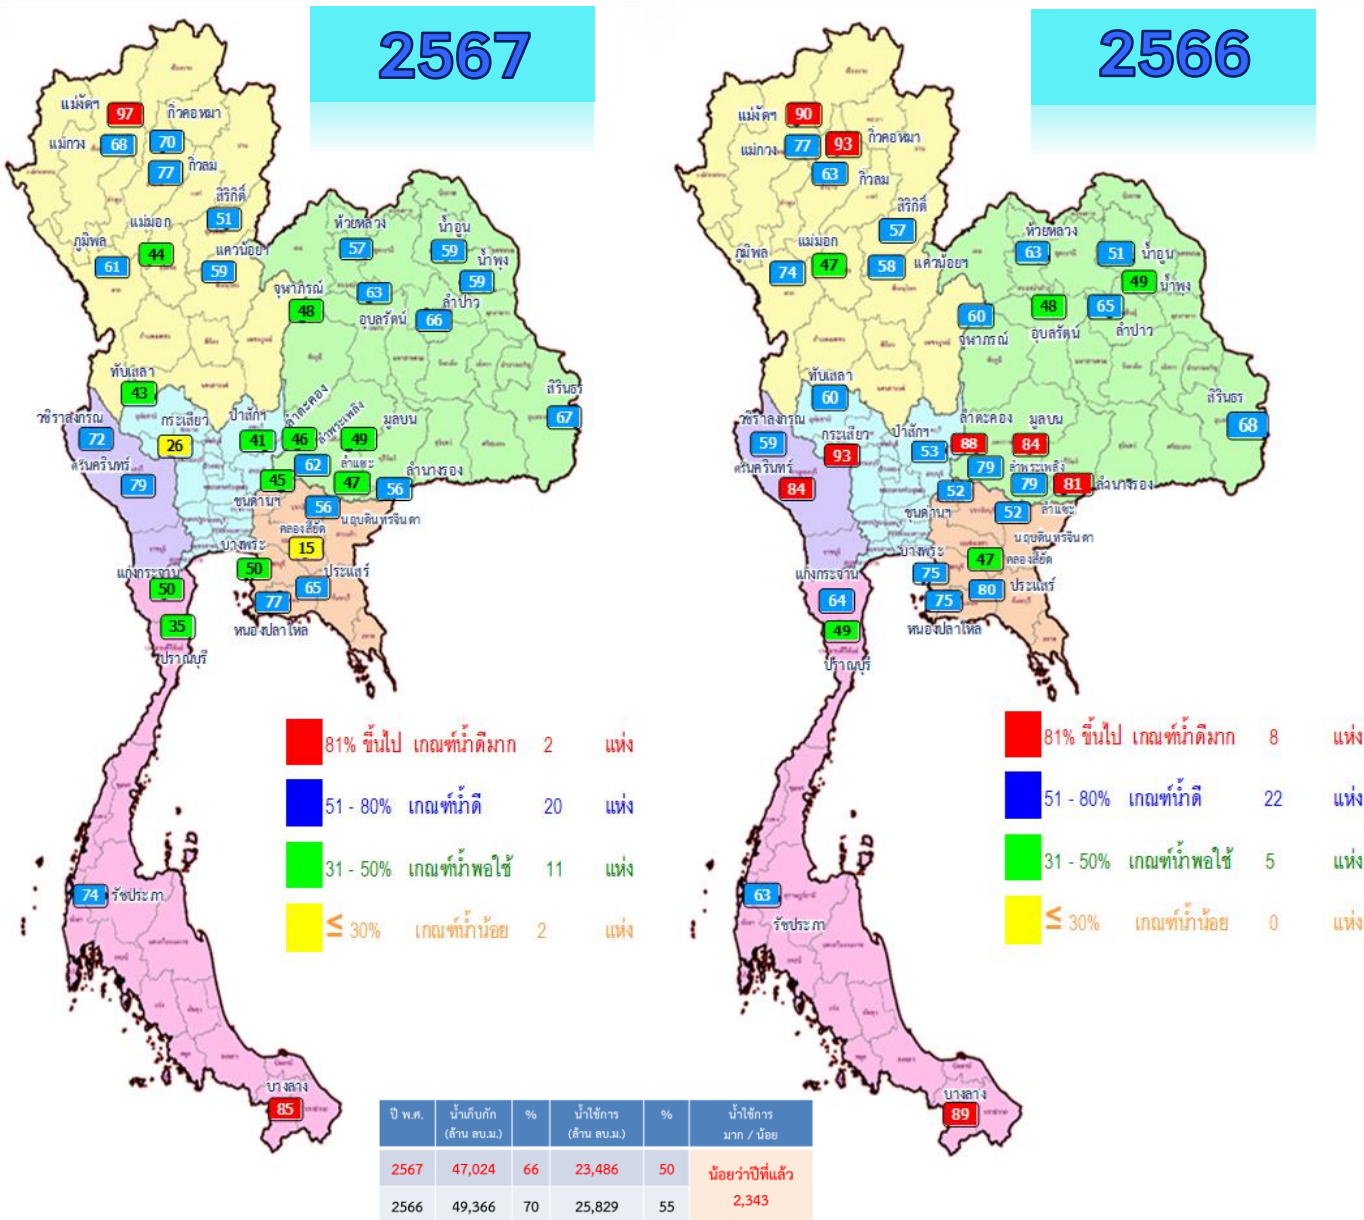 2567
แม่งัดฯ
97
กิ่วคอหมา
แม่กวง
68
70
77
กิ่วลม
สิริกิติ์
51
แม่มอก
44
ภูมิพล
61
แควน้อยฯ
59
ห้วยหลวง
57
น้ำอูน
59
น้ำพุง
59
จุฬาภรณ์
48
63
อุบลรัตน์
ลำปาว
66
ทับเสลา
43
สิรินธร
67
วชิราลงกรณ
72
กระเสียว
26
ป่าสักฯ
41
ลำตะคอง
46
ลำพระเพลิง
49
มูลบน
62
ลำแชะ
47
ลำนางรอง
56
ศรีนครินทร์
79
45
ขุนด่านฯ
56
นฤบดินทรจินดา
คลองสียัด
15
บางพระ
50
ประแสร์
65
77
หนองปลาไหล
แก่งกระจาน
50
35
ปราณบุรี
74 รัชประภา
บางลาง
85
81% ขึ้นไป เกณฑ์น้ำดีมาก 2 แห่ง
51 - 80% เกณฑ์น้ำดี 20 แห่ง
31 - 50% เกณฑ์น้ำพอใช้ 11 แห่ง
≤ 30% เกณฑ์น้ำน้อย 2 แห่ง
2566
แม่งัดฯ
90
กิ่วคอหมา
แม่กวง
77
93
63
กิ่วลม
สิริกิติ์
57
แม่มอก
47
ภูมิพล
74
58
แควน้อยฯ
ห้วยหลวง
63
51
น้ำอูน
49
น้ำพุง
60
จุฬาภรณ์
48
อุบลรัตน์
65
ลำปาว
ทับเสลา
60
สิรินธร
68
วชิราลงกรณ
59
กระเสียว
93
ป่าสักฯ
53
ลำตะคอง
88
มูลบน
84
79
ลำพระเพลิง
79
81
ลำนางรอง
ลำแชะ
ศรีนครินทร์
84
52
ขุนด่านฯ
52
นฤบดินทรจินดา
47
คลองสียัด
บางพระ
75
80
ประแสร์
75
หนองปลาไหล
แก่งกระจาน
64
49
ปราณบุรี
63
รัชประภา
บางลาง
89
81% ขึ้นไป เกณฑ์น้ำดีมาก 8 แห่ง
51 - 80% เกณฑ์น้ำดี 22 แห่ง
31 - 50% เกณฑ์น้ำพอใช้ 5 แห่ง
≤ 30% เกณฑ์น้ำน้อย 0 แห่ง
ปี พ.ศ. น้ำเก็บกัก % น้ำใช้การ % น้ำใช้การ
(ล้าน ลบ.ม.) (ล้าน ลบ.ม.) มาก / น้อย
2567 47,024 66 23,486 50 น้อยว่าปีที่แล้ว
2566 49,366 70 25,829 55 2,343